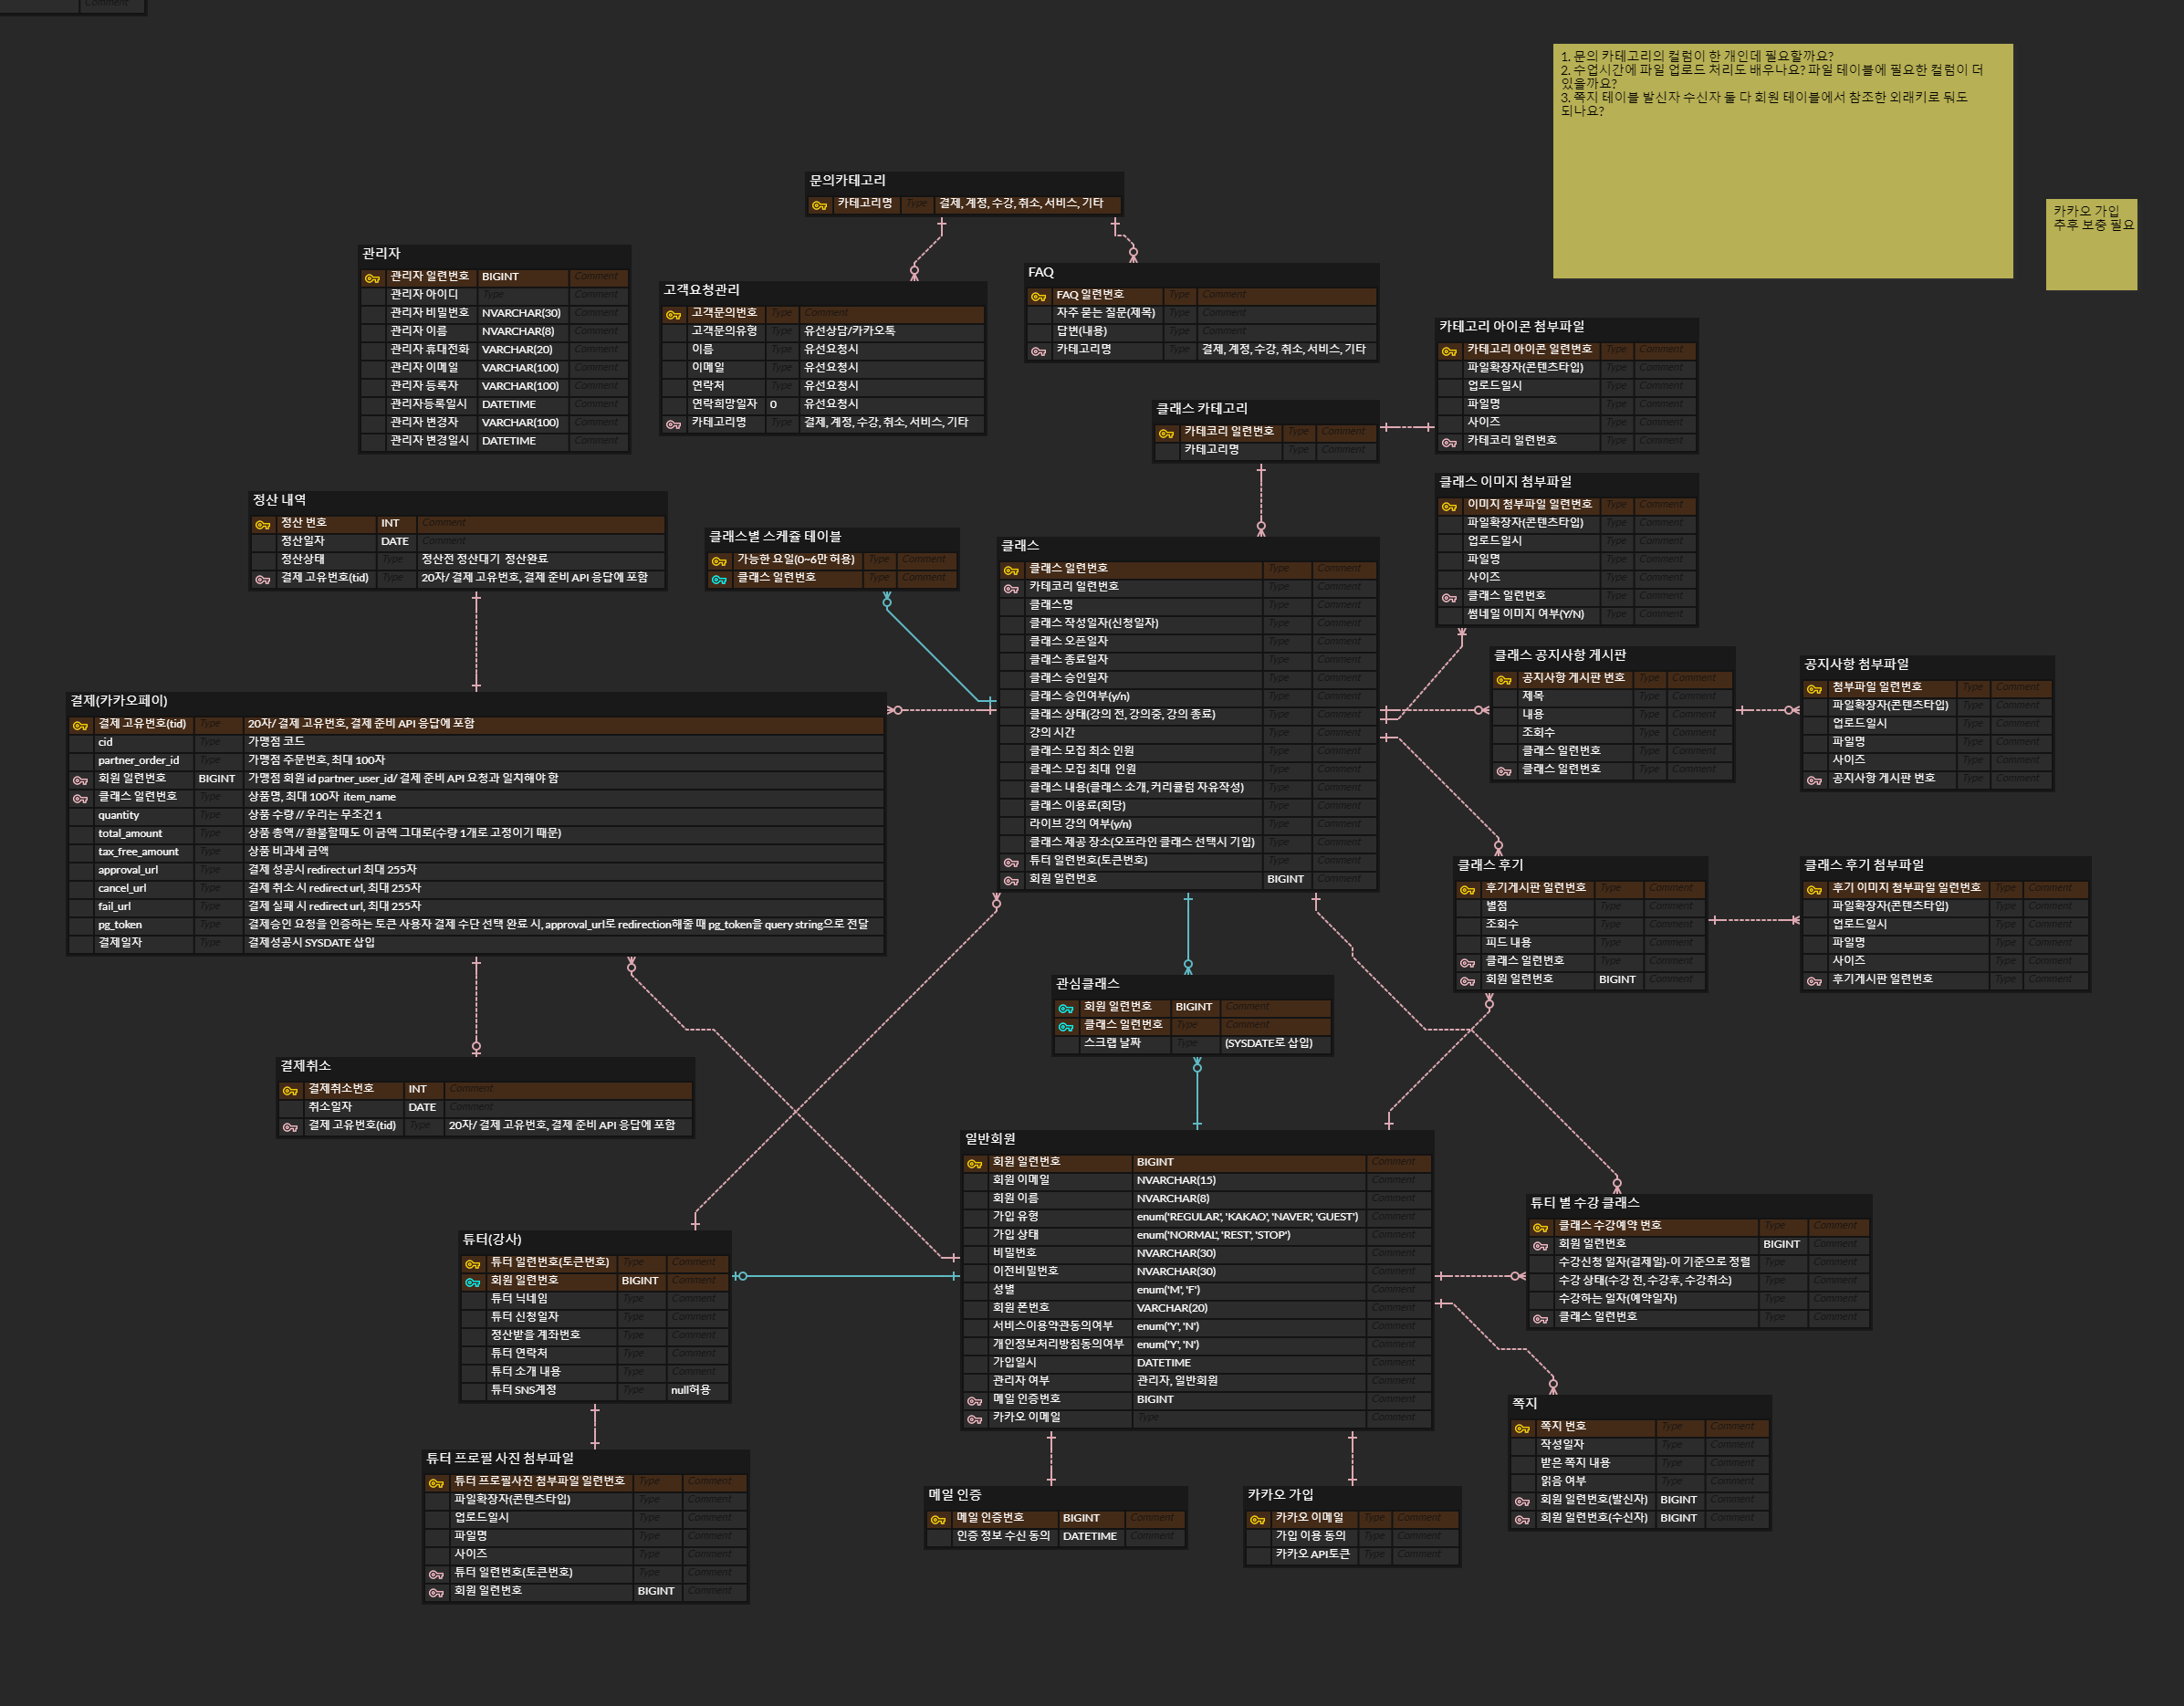 Comment
1. 문의 카테고리의 컬럼이 한 개인데 필요할까요?
2. 수업시간에 파일 업로드 처리도 배우나요? 파일 테이블에 필요한 컬럼이 더
있을까요?
3. 쪽지 테이블 발신자 수신자 둘 다 회원 테이블에서 참조한 외래키로 둬도
되나요?
카카오 가입
추후 보충 필요
문의카테고리
카테고리명 Type 결제, 계정, 수강, 취소, 서비스, 기타
관리자
관리자 일련번호 BIGINT Comment
관리자 아이디 Type Comment
관리자 비밀번호 NVARCHAR(30) Comment
관리자 이름 NVARCHAR(8) Comment
관리자 휴대전화 VARCHAR(20) Comment
관리자 이메일 VARCHAR(100) Comment
관리자 등록자 VARCHAR(100) Comment
관리자등록일시 DATETIME Comment
관리자 변경자 VARCHAR(100) Comment
관리자 변경일시 DATETIME Comment
고객요청관리
고객문의번호 Type Comment
고객문의유형 Type 유선상담/카카오톡
이름 Type 유선요청시
이메일 Type 유선요청시
연락처 Type 유선요청시
연락희망일자 0 유선요청시
카테고리명 Type 결제, 계정, 수강, 취소, 서비스, 기타
FAQ
FAQ 일련번호 Type Comment
자주 묻는 질문(제목) Type Comment
답변(내용) Type Comment
카테고리명 Type 결제, 계정, 수강, 취소, 서비스, 기타
카테고리 아이콘 첨부파일
카테고리 아이콘 일련번호 Type Comment
파일확장자(콘텐츠타입) Type Comment
업로드일시 Type Comment
파일명 Type Comment
사이즈 Type Comment
카테코리 일련번호 Type Comment
클래스 카테고리
카테코리 일련번호 Type Comment
카테고리명 Type Comment
클래스 이미지 첨부파일
이미지 첨부파일 일련번호 Type Comment
파일확장자(콘텐츠타입) Type Comment
업로드일시 Type Comment
파일명 Type Comment
사이즈 Type Comment
클래스 일련번호 Type Comment
썸네일 이미지 여부(Y/N) Type Comment
정산 내역
정산 번호 INT Comment
정산일자 DATE Comment
정산상태 Type 정산전 정산대기 정산완료
결제 고유번호(tid) Type 20자/ 결제 고유번호, 결제 준비 API 응답에 포함
클래스별 스케쥴 테이블
가능한 요일(0~6만 허용) Type Comment
클래스 일련번호 Type Comment
클래스
클래스 일련번호 Type Comment
카테코리 일련번호 Type Comment
클래스명 Type Comment
클래스 작성일자(신청일자) Type Comment
클래스 오픈일자 Type Comment
클래스 종료일자 Type Comment
클래스 승인일자 Type Comment
클래스 승인여부(y/n) Type Comment
클래스 상태(강의 전, 강의중, 강의 종료) Type Comment
강의 시간 Type Comment
클래스 모집 최소 인원 Type Comment
클래스 모집 최대 인원 Type Comment
클래스 내용(클래스 소개, 커리큘럼 자유작성) Type Comment
클래스 이용료(회당) Type Comment
라이브 강의 여부(y/n) Type Comment
클래스 제공 장소(오프라인 클래스 선택시 기입) Type Comment
튜터 일련번호(토큰번호) Type Comment
회원 일련번호 BIGINT Comment
클래스 공지사항 게시판
공지사항 게시판 번호 Type Comment
제목 Type Comment
내용 Type Comment
조회수 Type Comment
클래스 일련번호 Type Comment
클래스 일련번호 Type Comment
공지사항 첨부파일
첨부파일 일련번호 Type Comment
파일확장자(콘텐츠타입) Type Comment
업로드일시 Type Comment
파일명 Type Comment
사이즈 Type Comment
공지사항 게시판 번호 Type Comment
결제(카카오페이)
결제 고유번호(tid) Type 20자/ 결제 고유번호, 결제 준비 API 응답에 포함
cid Type 가맹점 코드
partner_order_id Type 가맹점 주문번호, 최대 100자
회원 일련번호 BIGINT 가맹점 회원 id partner_user_id/ 결제 준비 API 요청과 일치해야 함
클래스 일련번호 Type 상품명, 최대 100자 item_name
quantity Type 상품 수량 // 우리는 무조건 1
total_amount Type 상품 총액 // 환불할때도 이 금액 그대로(수량 1개로 고정이기 때문)
tax_free_amount Type 상품 비과세 금액
approval_url Type 결제 성공시 redirect url 최대 255자
cancel_url Type 결제 취소 시 redirect url, 최대 255자
fail_url Type 결제 실패 시 redirect url, 최대 255자
pg_token Type 결제승인 요청을 인증하는 토큰 사용자 결제 수단 선택 완료 시, approval_url로 redirection해줄 때 pg_token을 query string으로 전달
결제일자 Type 결제성공시 SYSDATE 삽입
클래스 후기
후기게시판 일련번호 Type Comment
별점 Type Comment
조회수 Type Comment
피드 내용 Type Comment
클래스 일련번호 Type Comment
회원 일련번호 BIGINT Comment
클래스 후기 첨부파일
후기 이미지 첨부파일 일련번호 Type Comment
파일확장자(콘텐츠타입) Type Comment
업로드일시 Type Comment
파일명 Type Comment
사이즈 Type Comment
후기게시판 일련번호 Type Comment
관심클래스
회원 일련번호 BIGINT Comment
클래스 일련번호 Type Comment
스크랩 날짜 Type (SYSDATE로 삽입)
결제취소
결제취소번호 INT Comment
취소일자 DATE Comment
결제 고유번호(tid) Type 20자/ 결제 고유번호, 결제 준비 API 응답에 포함
일반회원
회원 일련번호 BIGINT Comment
회원 이메일 NVARCHAR(15) Comment
회원 이름 NVARCHAR(8) Comment
가입 유형 enum('REGULAR', 'KAKAO', 'NAVER', 'GUEST') Comment
가입 상태 enum('NORMAL', 'REST', 'STOP') Comment
비밀번호 NVARCHAR(30) Comment
이전비밀번호 NVARCHAR(30) Comment
성별 enum('M', 'F') Comment
회원 폰번호 VARCHAR(20) Comment
서비스이용약관동의여부 enum('Y', 'N') Comment
개인정보처리방침동의여부 enum('Y', 'N') Comment
가입일시 DATETIME Comment
관리자 여부 관리자, 일반회원 Comment
메일 인증번호 BIGINT Comment
카카오 이메일 Type Comment
튜티 별 수강 클래스
클래스 수강예약 번호 Type Comment
회원 일련번호 BIGINT Comment
수강신청 일자(결제일)-이 기준으로 정렬 Type Comment
수강 상태(수강 전, 수강후, 수강취소) Type Comment
수강하는 일자(예약일자) Type Comment
클래스 일련번호 Type Comment
튜터(강사)
튜터 일련번호(토큰번호) Type Comment
회원 일련번호 BIGINT Comment
튜터 닉네임 Type Comment
튜터 신청일자 Type Comment
정산받을 계좌번호 Type Comment
튜터 연락처 Type Comment
튜터 소개 내용 Type Comment
튜터 SNS계정 Type null허용
쪽지
쪽지 번호 Type Comment
작성일자 Type Comment
받은 쪽지 내용 Type Comment
읽음 여부 Type Comment
회원 일련번호(발신자) BIGINT Comment
회원 일련번호(수신자) BIGINT Comment
튜터 프로필 사진 첨부파일
튜터 프로필사진 첨부파일 일련번호 Type Comment
파일확장자(콘텐츠타입) Type Comment
업로드일시 Type Comment
파일명 Type Comment
사이즈 Type Comment
튜터 일련번호(토큰번호) Type Comment
회원 일련번호 BIGINT Comment
메일 인증
메일 인증번호 BIGINT Comment
인증 정보 수신 동의 DATETIME Comment
카카오 가입
카카오 이메일 Type Comment
가입 이용 동의 Type Comment
카카오 API토큰 Type Comment